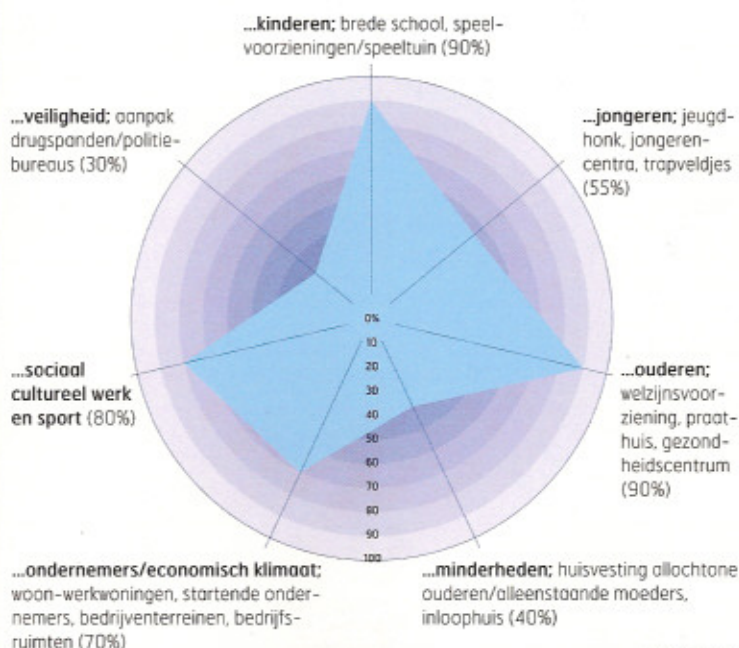 ...kinderen; brede school, speel-
voorzieningen/speeltuin (90%)
...veiligheid; aanpak
drugspanden/politie-
bureaus (30%)
...jongeren; jeugd-
honk, jongeren-
centra, trapveldjes
(55%)
0%
10
20
30
40
50
60
70
80
90
100
...sociaal
cultureel werk
en sport (80%)
...ouderen;
welzijnsvoor-
ziening, praat-
huis, gezond-
heidscentrum
(90%)
...ondernemers/economisch klimaat;
woon-werkwoningen, startende onder-
nemers, bedrijventerreinen, bedrijfs-
ruimten (70%)
...minderheden; huisvesting allochtone
ouderen/alleenstaande moeders,
inloophuis (40%)